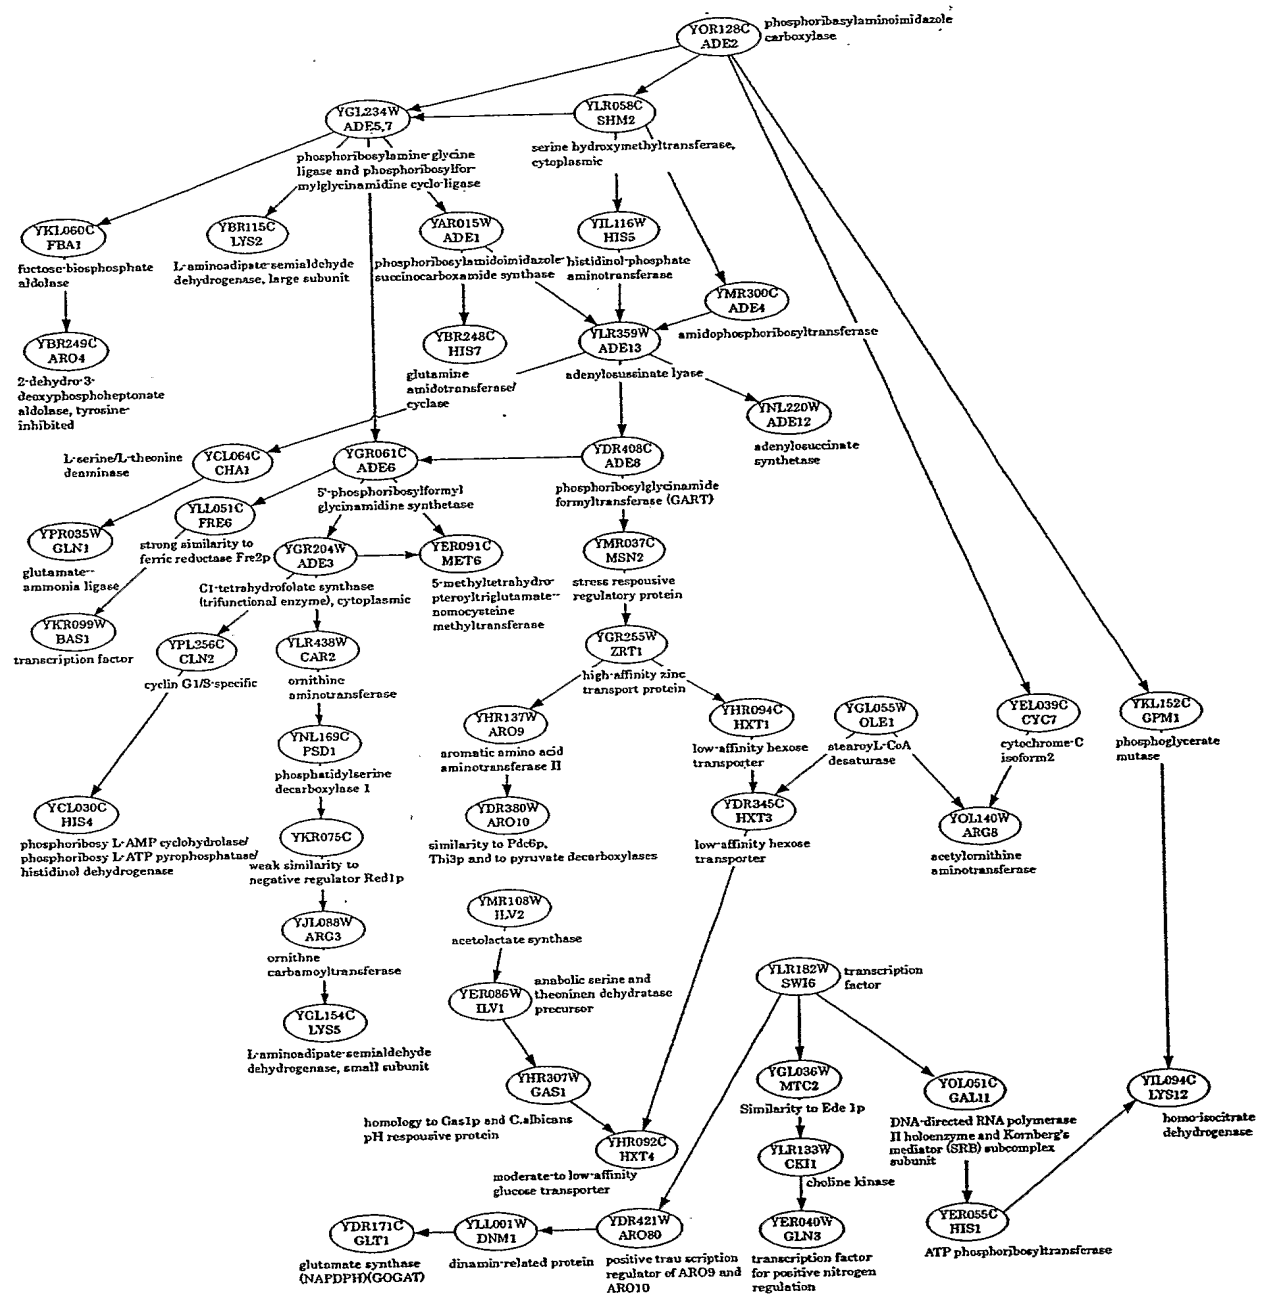 YOR128C
ADE2
phosphoribasylaminoimidazole
carboxylase
YGL234W
ADE5,7
phosphoribosylamine-glycine
ligase and phosphoribosylfor-
mylglycinamidine cyclo-ligase
YLR058C
SHM2
serine hydroxymethyltransferase,
cytoplasmic
YKL060C
FBA1
fuctose-biosphosphate
aldolase
YBR115C
LYS2
L-aminoadipate-semialdehyde
dehydrogenase, large subunit
YAR015W
ADE1
phosphoribosylamidoimidazole-
succinocarboxamide synthase
YIL116W
HIS5
histidinol-phosphate
aminotransferase
YMR300C
ADE4
amidophosphoribosyltransferase
YBR249C
ARO4
2-dehydro-3-
deoxyphosphoheptonate
aldolase, tyrosine-
inhibited
YBR248C
HIS7
glutamine
amidotransferase/
cyclase
YLR359W
ADE13
adenylosussinate lyase
YNL220W
ADE12
adenylosuccinate
synthetase
L-serine/L-theonine
deaminase
YCL064C
CHA1
YGR061C
ADE6
5'-phosphoribosylformyl
glycinamidine synthetase
YDR408C
ADE8
phosphoribosylglycinamide
formyltransferase (GART)
YLL051C
FRE6
strong similarity to
ferric reductase Fre2p
YPR035W
GLN1
glutamate--
ammonia ligase
YGR204W
ADE3
C1-tetrahydrofolate synthase
(trifunctional enzyme), cytoplasmic
YER091C
MET6
5-methyltetrahydro-
pteroyltriglutamate--
nomocysteine
methyltransferase
YMR037C
MSN2
stress respousive
regulatory protein
YKR099W
BAS1
transcription factor
YPL256C
CLN2
cyclin G1/S-specific
YLR438W
CAR2
ornithine
aminotransferase
YGR255W
ZRT1
high-affinity zinc
transport protein
YHR137W
ARO9
aromatic amino acid
aminotransferase II
YHR094C
HXT1
low-affinity hexose
transporter
YGL055W
OLE1
stearoyL-CoA
desaturase
YEL039C
CYC7
cytochrome-C
isoform2
YKL152C
GPM1
phosphoglycerate
mutase
YNL169C
PSD1
phosphatidylserine
decarboxylase 1
YCL030C
HIS4
phosphoribosy L-AMP cyclohydrolase/
phosphoribosy L-ATP pyrophosphatase/
histidinol dehydrogenase
YKR075C
weak similarity to
negative regulator Red1p
YDR380W
ARO10
similarity to Pdc6p,
Thi3p and to pyruvate decarboxylases
YDR345C
HXT3
low-affinity hexose
transporter
YOL140W
ARG8
acetylornithine
aminotransferase
YJL088W
ARG3
ornithne
carbamoyltransferase
YMR108W
ILV2
acetolactate synthase
YER086W
ILV1
anabolic serine and
theoninen dehydratase
precursor
YLR182W
SWI6
transcription
factor
YGL154C
LYS5
L-aminoadipate-semialdehyde
dehydrogenase, small subunit
YHR307W
GAS1
homology to Gas1p and C.albicans
pH respousive protein
YGL036W
MTC2
Similarity to Ede 1p
YOL051C
GAL11
DNA-directed RNA polymerase
II holoenzyme and Kornberg's
mediator (SRB) subcomplex
subunit
YIL094C
LYS12
homo-isocitrate
dehydrogenase
YHR092C
HXT4
moderate-to low-affinity
glucose transporter
YLR133W
CKI1
choline kinase
YDR171C
GLT1
glutomate synthase
(NAPDPH)(GOGAT)
YLL001W
DNM1
dinamin-related protein
YDR421W
ARO80
positive trau scription
regulator of ARO9 and
ARO10
YER040W
GLN3
transcription factor
for positive nitrogen
regulation
YER055C
HIS1
ATP phosphoribosyltransferase